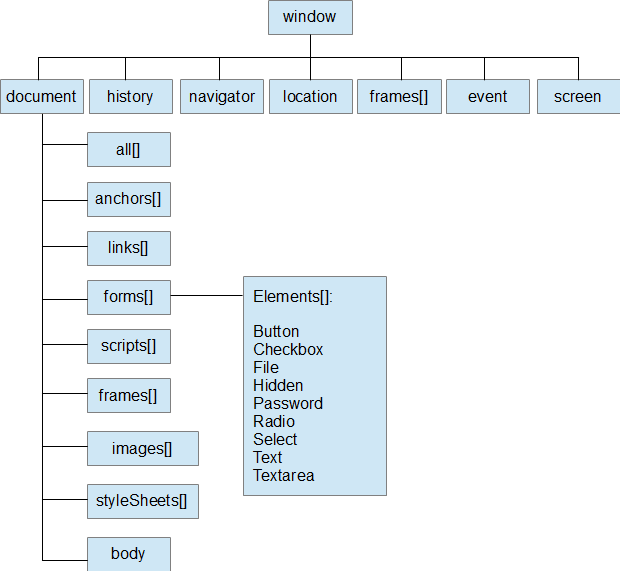 window
document history navigator location frames[] event screen
all[]
anchors[]
links[]
forms[]
Elements[]:
Button
Checkbox
File
Hidden
Password
Radio
Select
Text
Textarea
scripts[]
frames[]
images[]
styleSheets[]
body